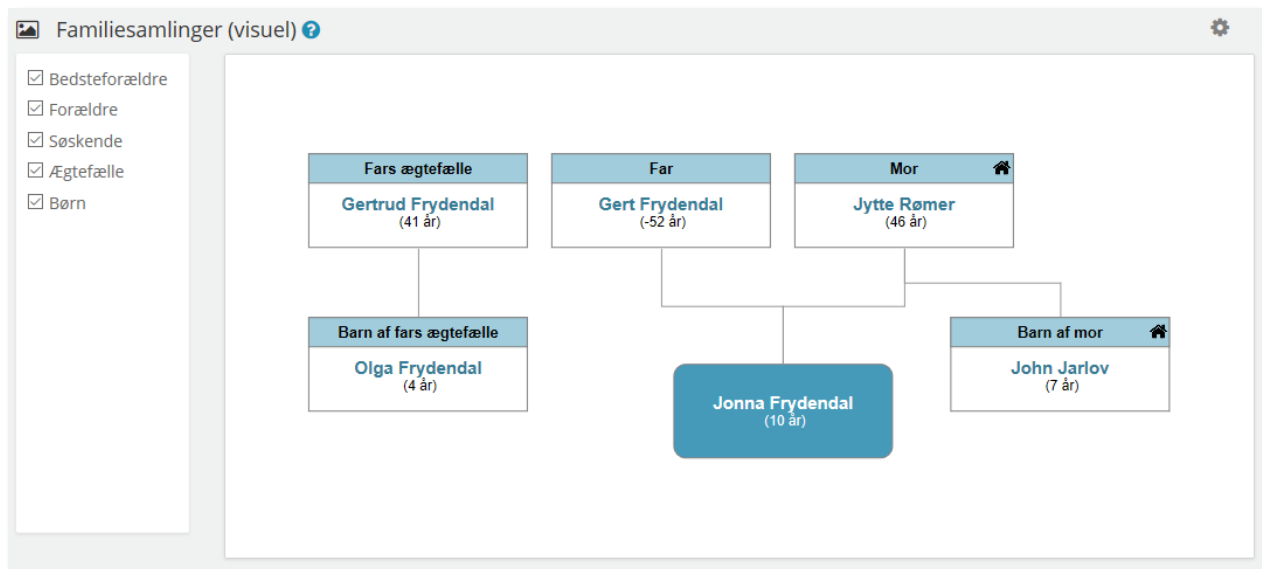 Familiesamlinger (visuel) ?
Bedsteforældre
Forældre
Søskende
Ægtefælle
Børn
Fars ægtefælle
Gertrud Frydendal
(41 år)
Far
Gert Frydendal
(-52 år)
Mor
Jytte Rømer
(46 år)
Barn af fars ægtefælle
Olga Frydendal
(4 år)
Jonna Frydendal
(10 år)
Barn af mor
John Jarlov
(7 år)